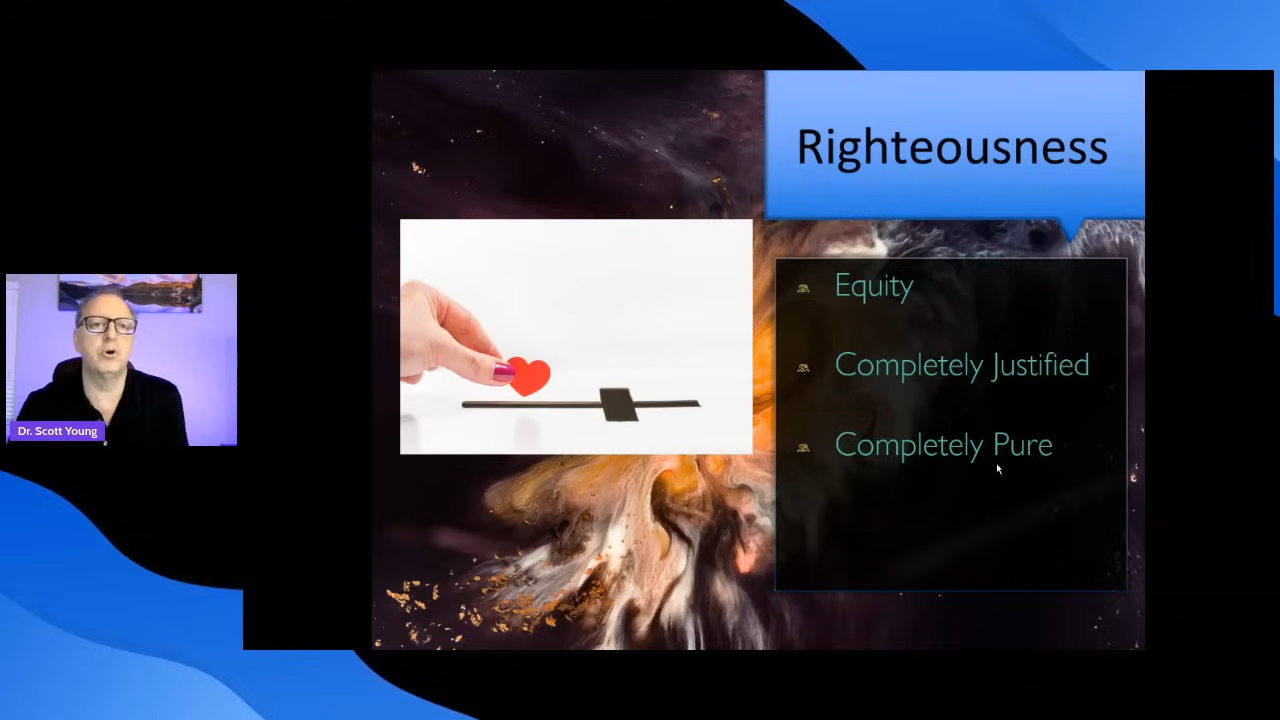 Righteousness
Equity
Completely Justified
Completely Pure
Dr. Scott Young